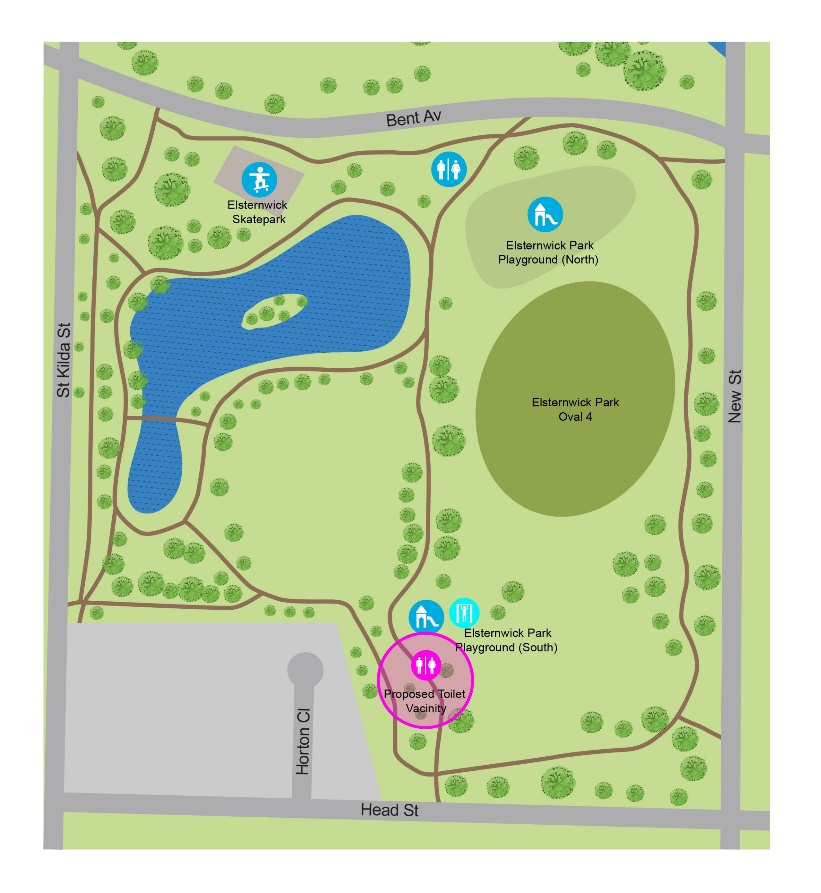 Bent Av
Elsternwick
Skatepark
Elsternwick Park
Playground (North)
St Kilda St
New St
Elsternwick Park
Oval 4
Elsternwick Park
Playground (South)
Proposed Toilet
Vacinity
Horton Cl
Head St